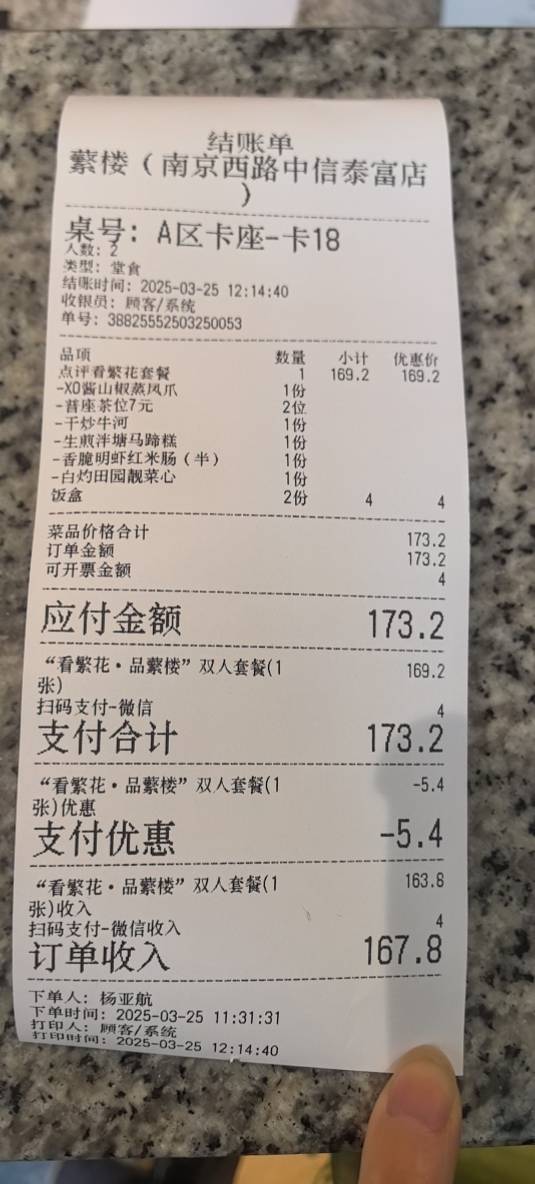 结账单
蘩楼（南京西路中信泰富店
）
桌号：A区卡座-卡18
人数：2
类型：堂食
结账时间：2025-03-25 12:14:40
收银员：顾客/系统
单号：38825552503250053
品项 数量 小计 优惠价
点评看繁花套餐 1 169.2 169.2
-XO酱山椒蒸凤爪 1份
-普座茶位7元 2位
-干炒牛河 1份
-生煎泮塘马蹄糕 1份
-香脆明虾红米肠（半） 1份
-白灼田园靓菜心 1份
饭盒 2份 4 4
菜品价格合计 173.2
订单金额 173.2
可开票金额 4
应付金额 173.2
“看繁花·品蘩楼”双人套餐(1 169.2
张)
扫码支付-微信 4
支付合计 173.2
“看繁花·品蘩楼”双人套餐(1 -5.4
张)优惠
支付优惠 -5.4
“看繁花·品蘩楼”双人套餐(1 163.8
张)收入
扫码支付-微信收入 4
订单收入 167.8
下单人：杨亚航
下单时间：2025-03-25 11:31:31
打印人：顾客/系统
打印时间：2025-03-25 12:14:40